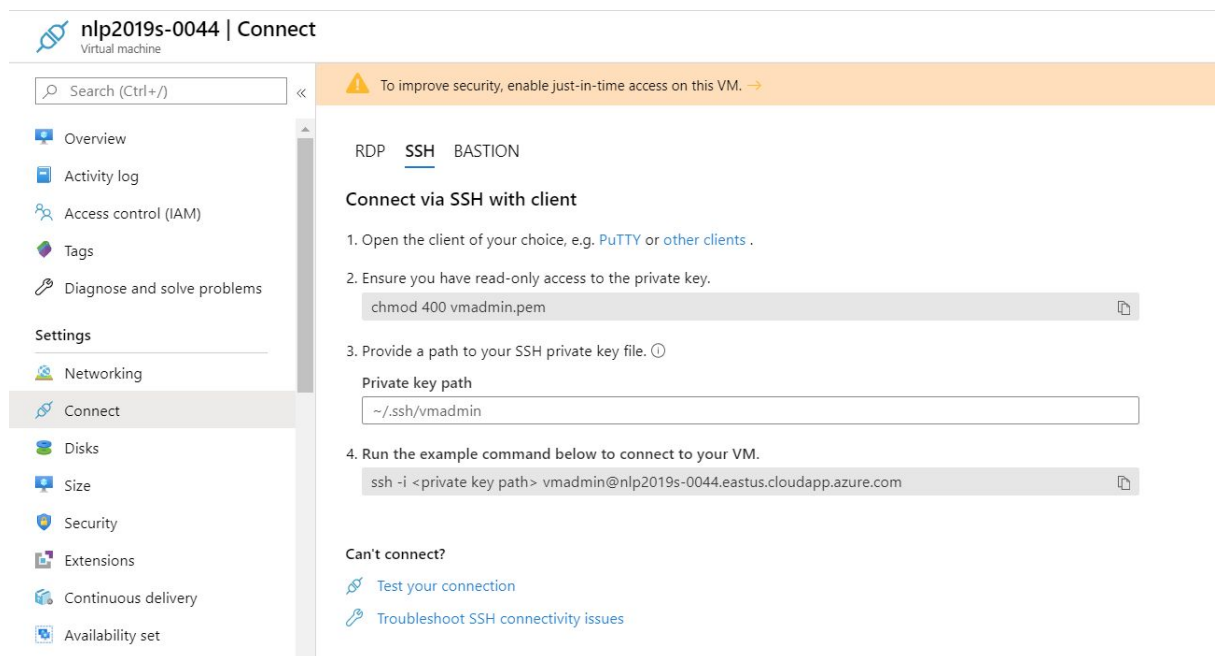 nlp2019s-0044 | Connect
Virtual machine
Search (Ctrl+/)
«
Overview
Activity log
Access control (IAM)
Tags
Diagnose and solve problems
Settings
Networking
Connect
Disks
Size
Security
Extensions
Continuous delivery
Availability set
To improve security, enable just-in-time access on this VM. →
RDP SSH BASTION
Connect via SSH with client
1. Open the client of your choice, e.g. PuTTY or other clients .
2. Ensure you have read-only access to the private key.
chmod 400 vmadmin.pem
3. Provide a path to your SSH private key file.
Private key path
~/.ssh/vmadmin
4. Run the example command below to connect to your VM.
ssh -i <private key path> vmadmin@nlp2019s-0044.eastus.cloudapp.azure.com
Can't connect?
Test your connection
Troubleshoot SSH connectivity issues